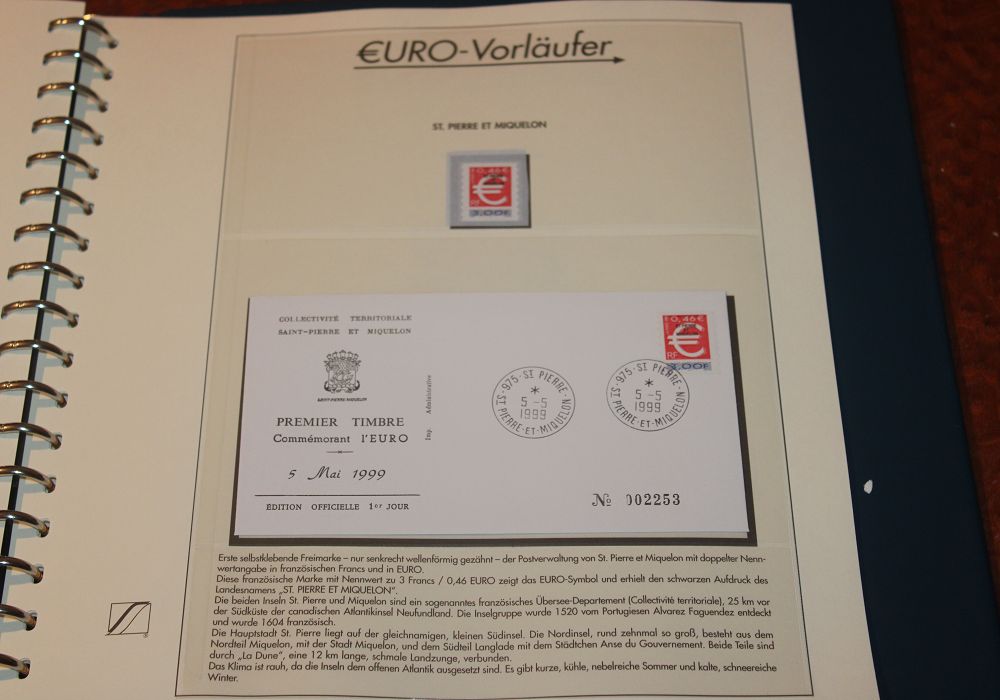 €URO-Vorläufer
ST. PIERRE ET MIQUELON
0,46€
€
RF
3.00F
COLLECTIVITÉ TERRITORIALE
SAINT-PIERRE ET MIQUELON
SAINT-PIERRE-MIQUELON
PREMIER TIMBRE
Commémorant l'EURO
5 Mai 1999
ÉDITION OFFICIELLE 1er JOUR
Imp. Administrative
975-ST PIERRE-
*
5 -5
1999
ST PIERRE-ET-MIQUELON
0,46€
€
RF
3.00F
975-ST PIERRE-
*
5 -5
1999
ST PIERRE-ET-MIQUELON
No 002253
Erste selbstklebende Freimarke – nur senkrecht wellenförmig gezähnt – der Postverwaltung von St. Pierre et Miquelon mit doppelter Nenn-
wertangabe in französischen Francs und in EURO.
Diese französische Marke mit Nennwert zu 3 Francs / 0,46 EURO zeigt das EURO-Symbol und erhielt den schwarzen Aufdruck des
Landesnamens „ST. PIERRE ET MIQUELON“.
Die beiden Inseln St. Pierre und Miquelon sind ein sogenanntes französisches Übersee-Departement (Collectivité territoriale), 25 km vor
der Südküste der canadischen Atlantikinsel Neufundland. Die Inselgruppe wurde 1520 vom Portugiesen Alvarez Faguendez entdeckt
und wurde 1604 französisch.
Die Hauptstadt St. Pierre liegt auf der gleichnamigen, kleinen Südinsel. Die Nordinsel, rund zehnmal so groß, besteht aus dem
Nordteil Miquelon, mit der Stadt Miquelon, und dem Südteil Langlade mit dem Städtchen Anse du Gouvernement. Beide Teile sind
durch „La Dune“, eine 12 km lange, schmale Landzunge, verbunden.
Das Klima ist rauh, da die Inseln dem offenen Atlantik ausgesetzt sind. Es gibt kurze, kühle, nebelreiche Sommer und kalte, schneereiche
Winter.